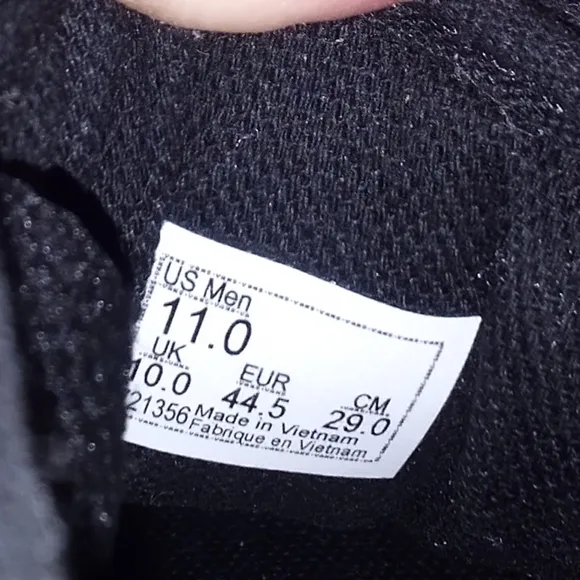 US Men
11.0
UK EUR CM
10.0 44.5 29.0
21356 Made in Vietnam
Fabrique en Vietnam